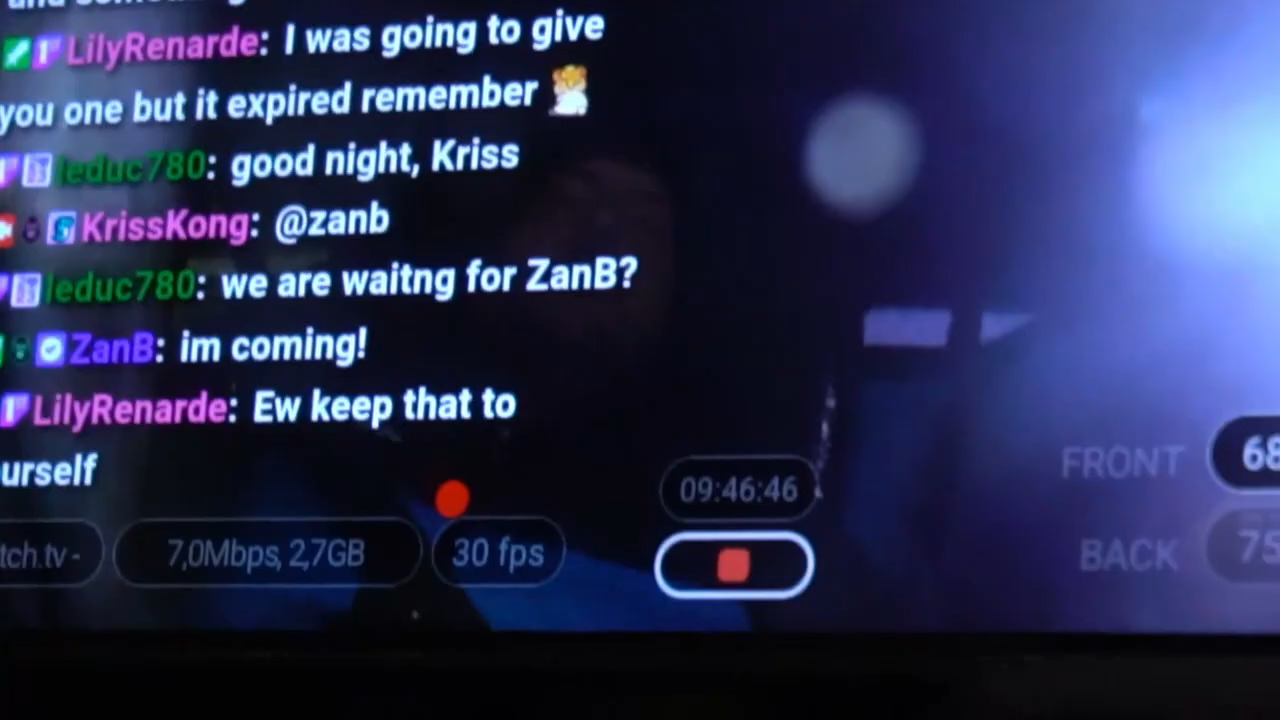 LilyRenarde: I was going to give
you one but it expired remember
leduc780: good night, Kriss
KrissKong: @zanb
leduc780: we are waitng for ZanB?
ZanB: im coming!
LilyRenarde: Ew keep that to
urself
09:46:46
tch.tv -
7,0Mbps, 2,7GB
30 fps
FRONT 68
BACK 75